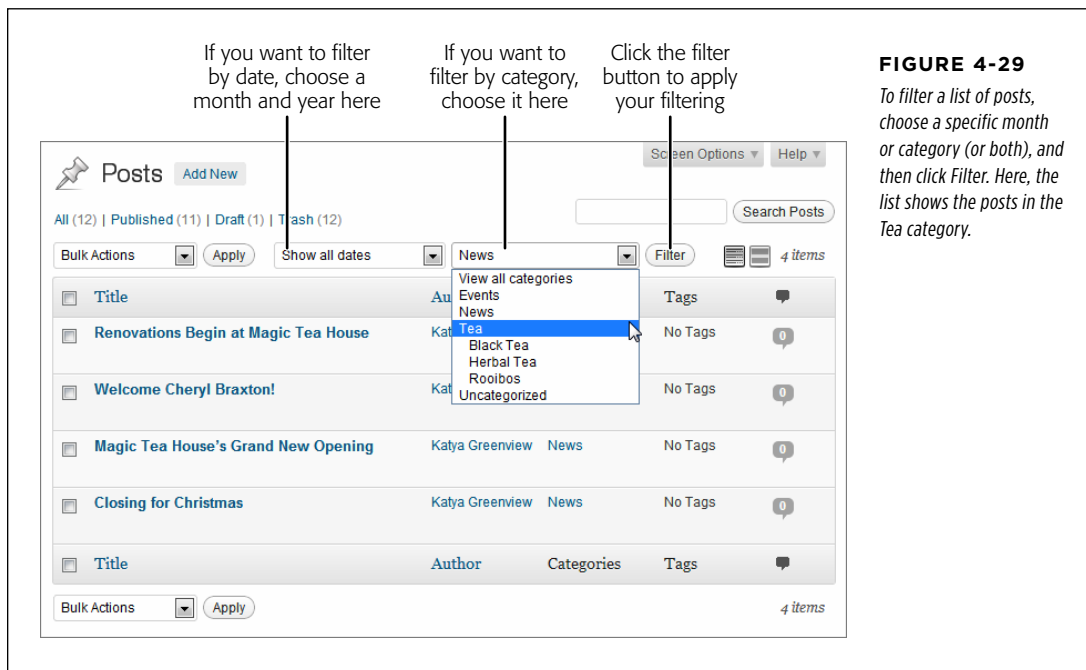 If you want to filter
by date, choose a
month and year here
If you want to
filter by category,
choose it here
Click the filter
button to apply
your filtering
FIGURE 4-29
To filter a list of posts,
choose a specific month
or category (or both), and
then click Filter. Here, the
list shows the posts in the
Tea category.
Screen Options Help
Posts Add New
All (12) | Published (11) | Draft (1) | Trash (12)
Search Posts
Bulk Actions Apply Show all dates News Filter 4 items
View all categories
Events
News
Tea
Black Tea
Herbal Tea
Rooibos
Uncategorized
Title Au Tags
Renovations Begin at Magic Tea House Kat No Tags 0
Welcome Cheryl Braxton! Kat No Tags 0
Magic Tea House's Grand New Opening Katya Greenview News No Tags 0
Closing for Christmas Katya Greenview News No Tags 0
Title Author Categories Tags
Bulk Actions Apply 4 items